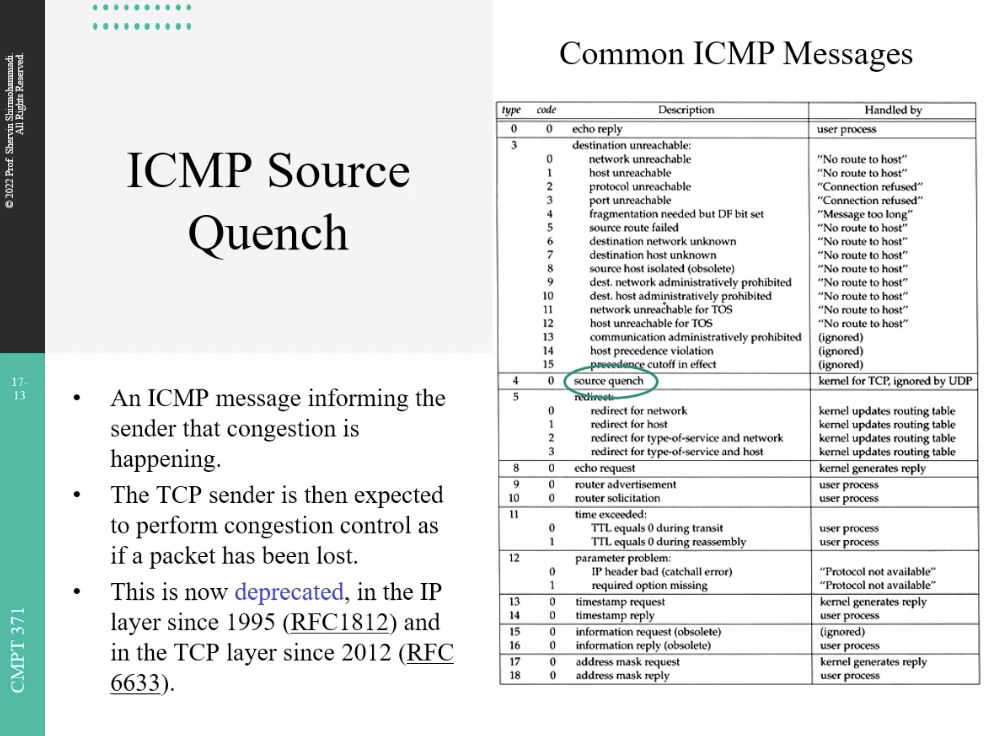 © 2022 Prof. Shervin Shirmohammadi.
All Rights Reserved.
17-
13
CMPT 371
ICMP Source
Quench
• An ICMP message informing the
sender that congestion is
happening.
• The TCP sender is then expected
to perform congestion control as
if a packet has been lost.
• This is now deprecated, in the IP
layer since 1995 (RFC1812) and
in the TCP layer since 2012 (RFC
6633).
Common ICMP Messages
type code Description Handled by
0 0 echo reply user process
3 destination unreachable:
0 network unreachable "No route to host"
1 host unreachable "No route to host"
2 protocol unreachable "Connection refused"
3 port unreachable "Connection refused"
4 fragmentation needed but DF bit set "Message too long"
5 source route failed "No route to host"
6 destination network unknown "No route to host"
7 destination host unknown "No route to host"
8 source host isolated (obsolete) "No route to host"
9 dest. network administratively prohibited "No route to host"
10 dest. host administratively prohibited "No route to host"
11 network unreachable for TOS "No route to host"
12 host unreachable for TOS "No route to host"
13 communication administratively prohibited (ignored)
14 host precedence violation (ignored)
15 precedence cutoff in effect (ignored)
4 0 source quench kernel for TCP, ignored by UDP
5 redirect:
0 redirect for network kernel updates routing table
1 redirect for host kernel updates routing table
2 redirect for type-of-service and network kernel updates routing table
3 redirect for type-of-service and host kernel updates routing table
8 0 echo request kernel generates reply
9 0 router advertisement user process
10 0 router solicitation user process
11 time exceeded:
0 TTL equals 0 during transit user process
1 TTL equals 0 during reassembly user process
12 parameter problem:
0 IP header bad (catchall error) "Protocol not available"
1 required option missing "Protocol not available"
13 0 timestamp request kernel generates reply
14 0 timestamp reply user process
15 0 information request (obsolete) (ignored)
16 0 information reply (obsolete) user process
17 0 address mask request kernel generates reply
18 0 address mask reply user process